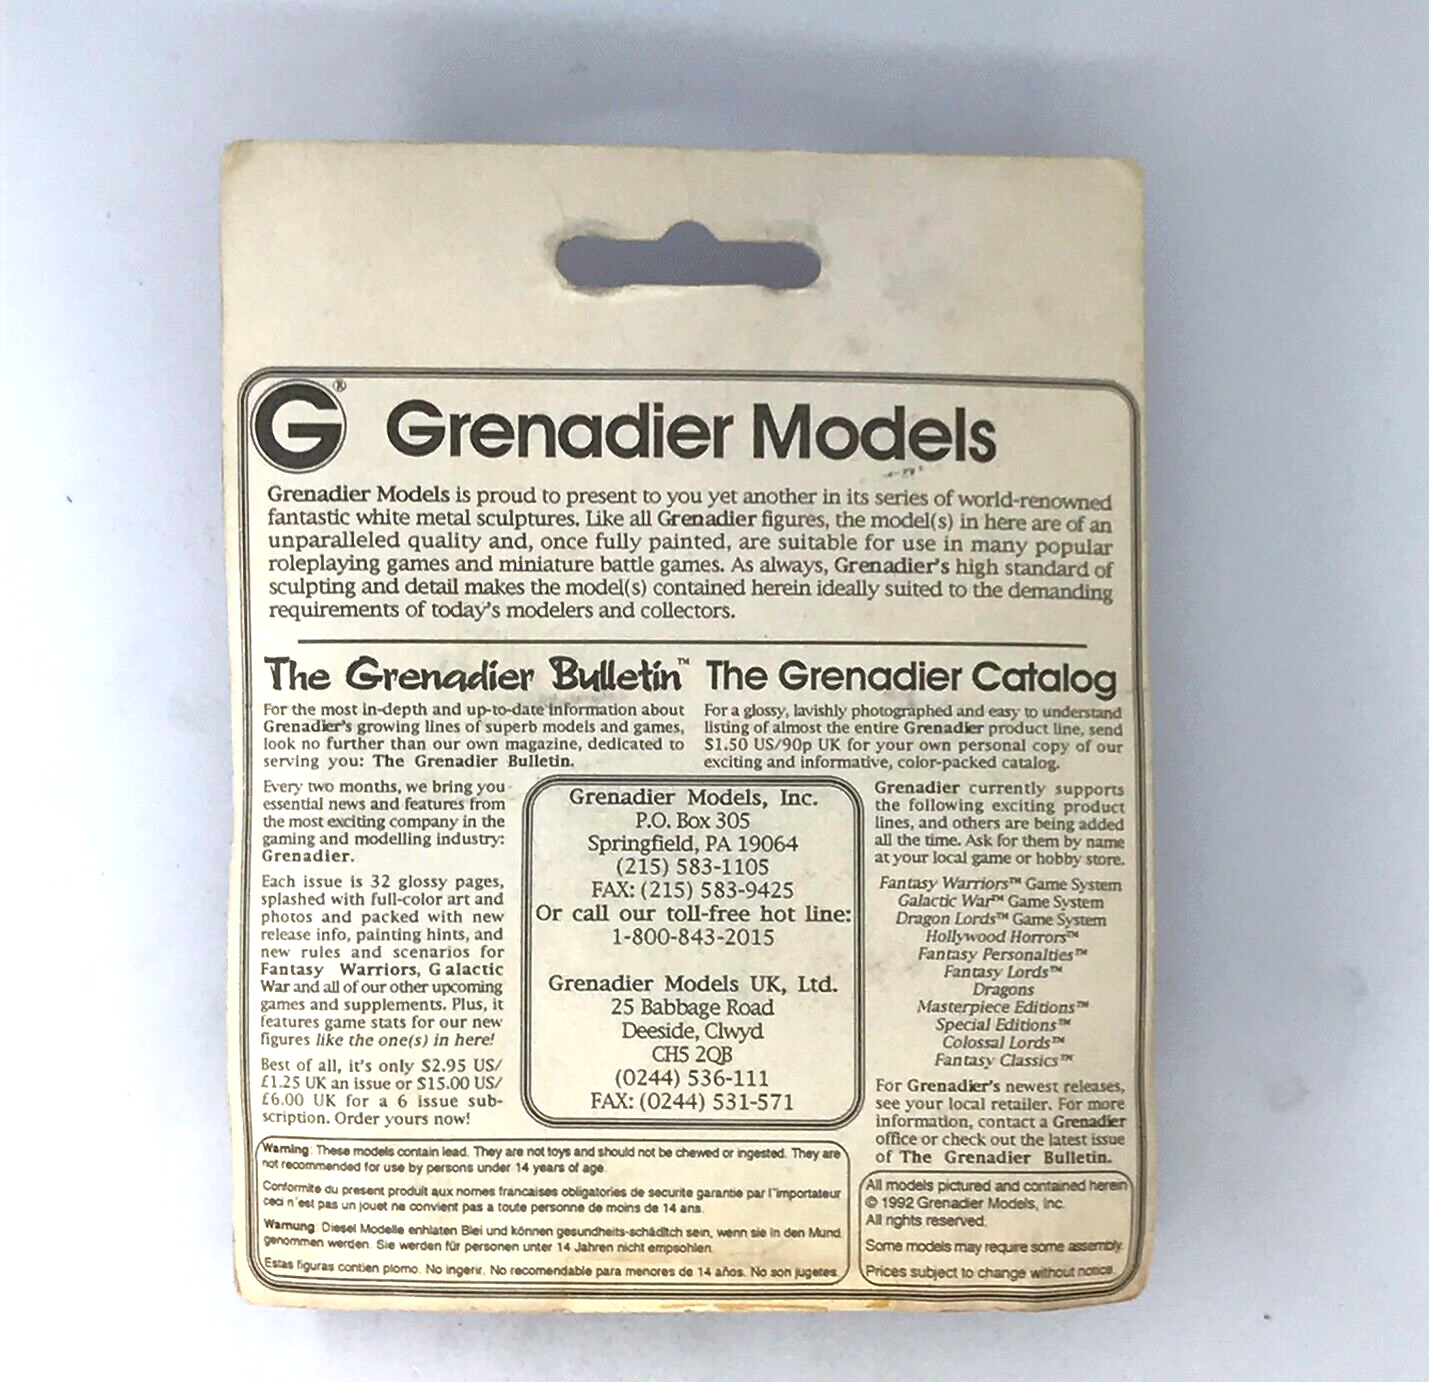 G®
Grenadier Models
Grenadier Models is proud to present to you yet another in its series of world-renowned
fantastic white metal sculptures. Like all Grenadier figures, the model(s) in here are of an
unparalleled quality and, once fully painted, are suitable for use in many popular
roleplaying games and miniature battle games. As always, Grenadier's high standard of
sculpting and detail makes the model(s) contained herein ideally suited to the demanding
requirements of today's modelers and collectors.
The Grenadier Bulletin™
For the most in-depth and up-to-date information about
Grenadier's growing lines of superb models and games,
look no further than our own magazine, dedicated to
serving you: The Grenadier Bulletin.
Every two months, we bring you
essential news and features from
the most exciting company in the
gaming and modelling industry:
Grenadier.
Each issue is 32 glossy pages,
splashed with full-color art and
photos and packed with new
release info, painting hints, and
new rules and scenarios for
Fantasy Warriors, Galactic
War and all of our other upcoming
games and supplements. Plus, it
features game stats for our new
figures like the one(s) in here!
Best of all, it's only $2.95 US/
£1.25 UK an issue or $15.00 US/
£6.00 UK for a 6 issue sub-
scription. Order yours now!
The Grenadier Catalog
For a glossy, lavishly photographed and easy to understand
listing of almost the entire Grenadier product line, send
$1.50 US/90p UK for your own personal copy of our
exciting and informative, color-packed catalog.
Grenadier Models, Inc.
P.O. Box 305
Springfield, PA 19064
(215) 583-1105
FAX: (215) 583-9425
Or call our toll-free hot line:
1-800-843-2015
Grenadier Models UK, Ltd.
25 Babbage Road
Deeside, Clwyd
CH5 2QB
(0244) 536-111
FAX: (0244) 531-571
Grenadier currently supports
the following exciting product
lines, and others are being added
all the time. Ask for them by name
at your local game or hobby store.
Fantasy Warriors™ Game System
Galactic War™ Game System
Dragon Lords™ Game System
Hollywood Horrors™
Fantasy Personalties™
Fantasy Lords™
Dragons
Masterpiece Editions™
Special Editions™
Colossal Lords™
Fantasy Classics™
For Grenadier's newest releases,
see your local retailer. For more
information, contact a Grenadier
office or check out the latest issue
of The Grenadier Bulletin.
Warning: These models contain lead. They are not toys and should not be chewed or ingested. They are
not recommended for use by persons under 14 years of age.
Conformite du present produit aux nomes francaises obligatories de securite garantie par l'importateur
ceci n'est pas un jouet ne convient pas a toute personne de moins de 14 ans.
Warnung: Diesel Modelle enhlaten Blei und können gesundheits-schäditch sein, wenn sie in den Mund
genommen werden. Sie werden für personen unter 14 Jahren nicht empsohlen.
Estas figuras contien plomo. No ingerir. No recomendable para menores de 14 años. No son jugetes.
All models pictured and contained herein
© 1992 Grenadier Models, Inc.
All rights reserved.
Some models may require some assembly.
Prices subject to change without notice.